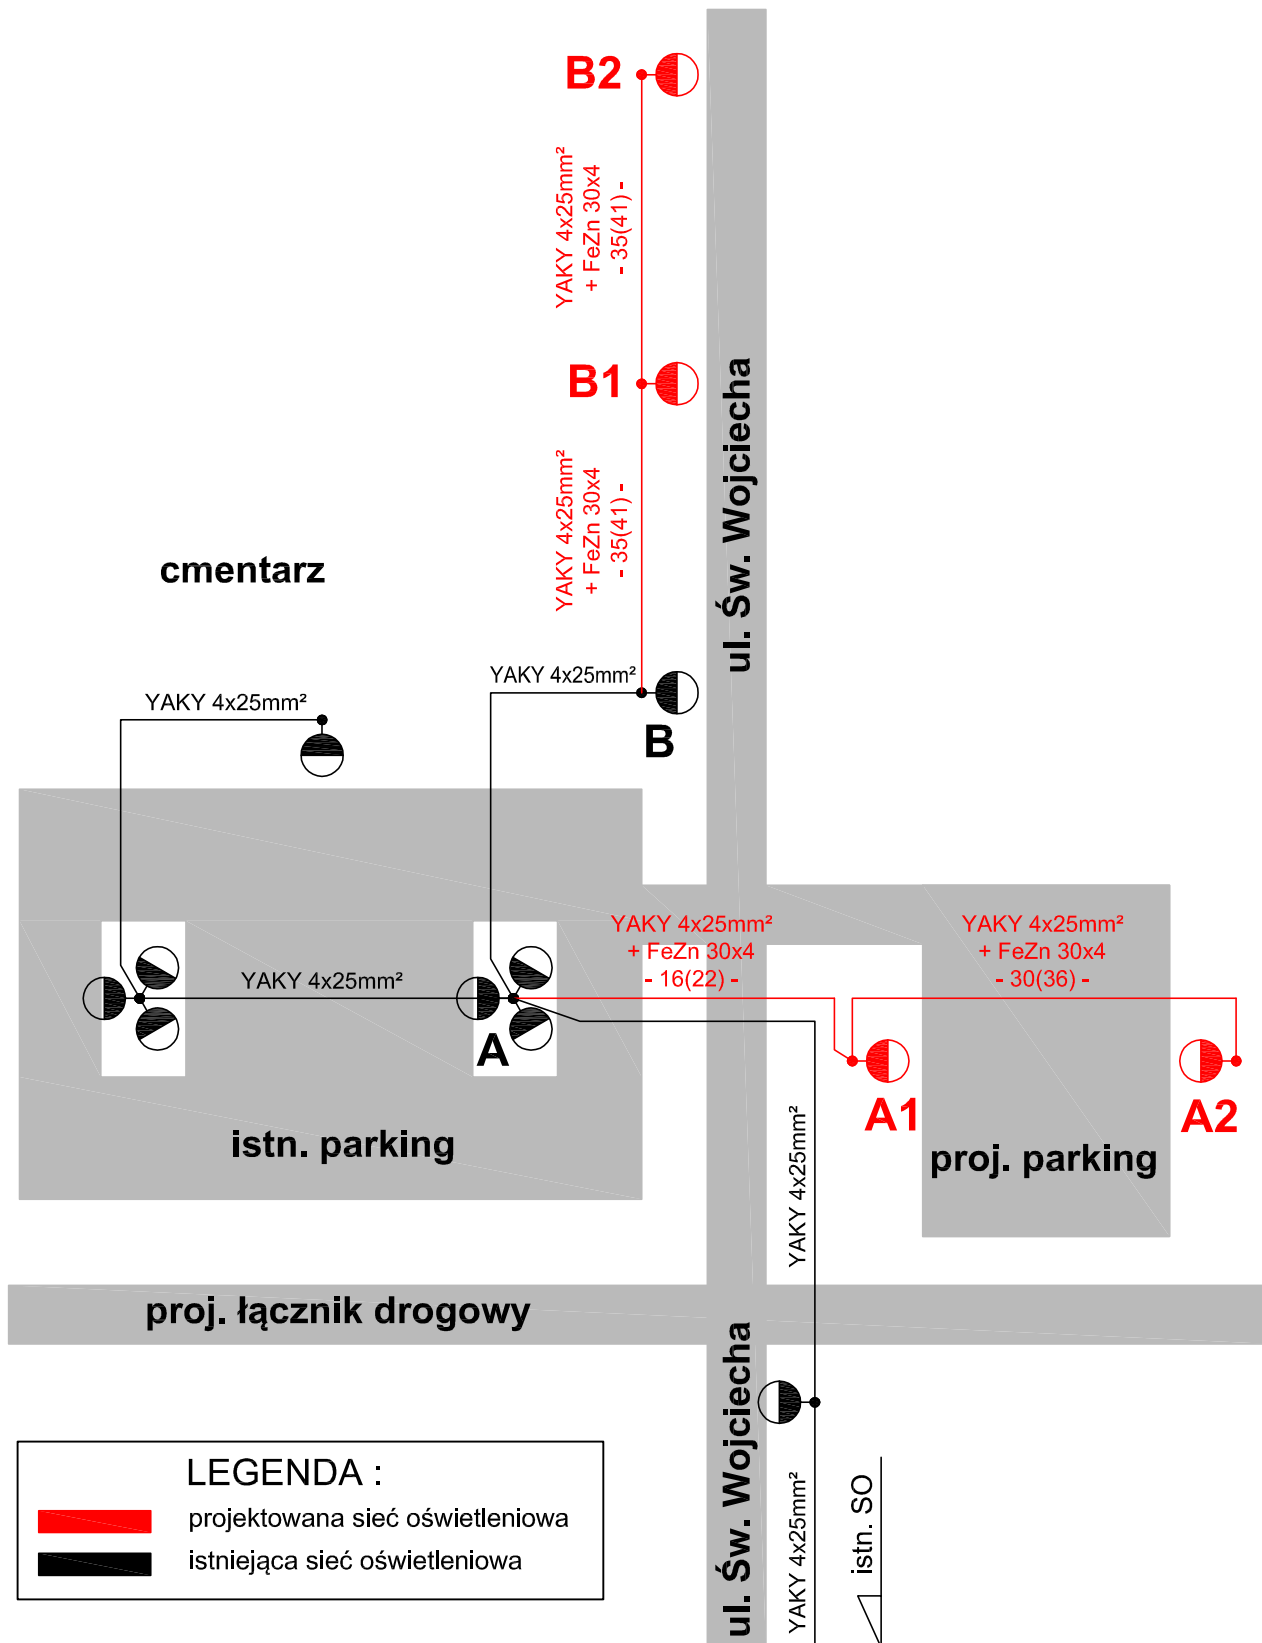 B2
YAKY 4x25mm²
+ FeZn 30x4
- 35(41) -
B1
YAKY 4x25mm²
+ FeZn 30x4
- 35(41) -
ul. Św. Wojciecha
cmentarz
YAKY 4x25mm²
YAKY 4x25mm²
B
YAKY 4x25mm²
+ FeZn 30x4
- 16(22) -
YAKY 4x25mm²
+ FeZn 30x4
- 30(36) -
YAKY 4x25mm²
A
A1
A2
istn. parking
proj. parking
YAKY 4x25mm²
proj. łącznik drogowy
ul. Św. Wojciecha
YAKY 4x25mm²
istn. SO
LEGENDA :
projektowana sieć oświetleniowa
istniejąca sieć oświetleniowa